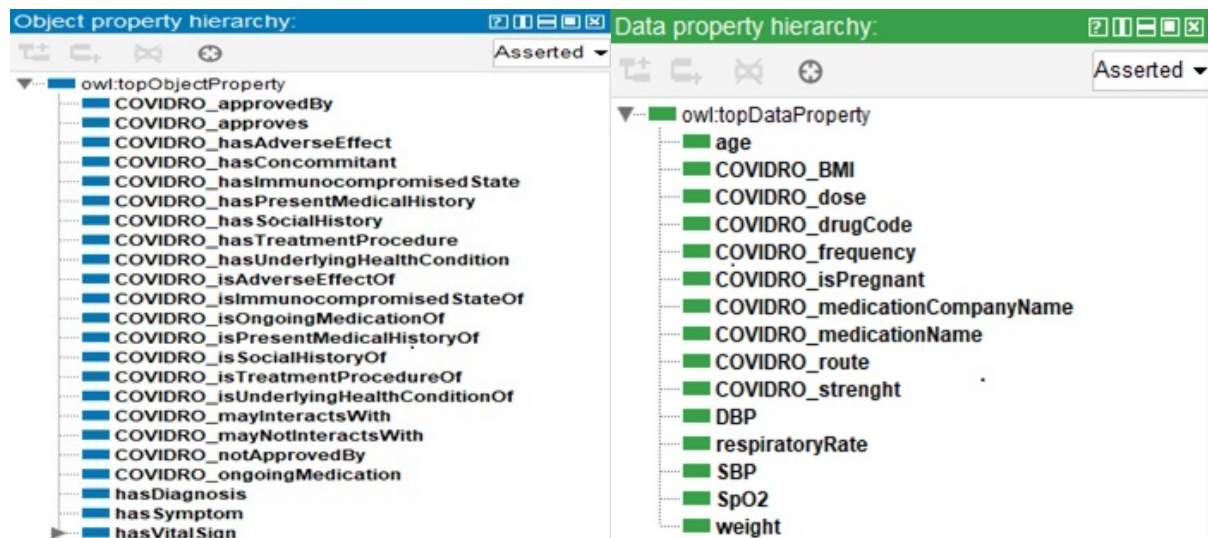 Object property hierarchy:
Asserted
owl:topObjectProperty
COVIDRO_approvedBy
COVIDRO_approves
COVIDRO_hasAdverseEffect
COVIDRO_hasConcommitant
COVIDRO_hasImmunocompromisedState
COVIDRO_hasPresentMedicalHistory
COVIDRO_hasSocialHistory
COVIDRO_hasTreatmentProcedure
COVIDRO_hasUnderlyingHealthCondition
COVIDRO_isAdverseEffectOf
COVIDRO_isImmunocompromisedStateOf
COVIDRO_isOngoingMedicationOf
COVIDRO_isPresentMedicalHistoryOf
COVIDRO_isSocialHistoryOf
COVIDRO_isTreatmentProcedureOf
COVIDRO_isUnderlyingHealthConditionOf
COVIDRO_mayInteractsWith
COVIDRO_mayNotInteractsWith
COVIDRO_notApprovedBy
COVIDRO_ongoingMedication
hasDiagnosis
hasSymptom
hasVitalSign
Data property hierarchy:
Asserted
owl:topDataProperty
age
COVIDRO_BMI
COVIDRO_dose
COVIDRO_drugCode
COVIDRO_frequency
COVIDRO_isPregnant
COVIDRO_medicationCompanyName
COVIDRO_medicationName
COVIDRO_route
COVIDRO_strenght
DBP
respiratoryRate
SBP
SpO2
weight